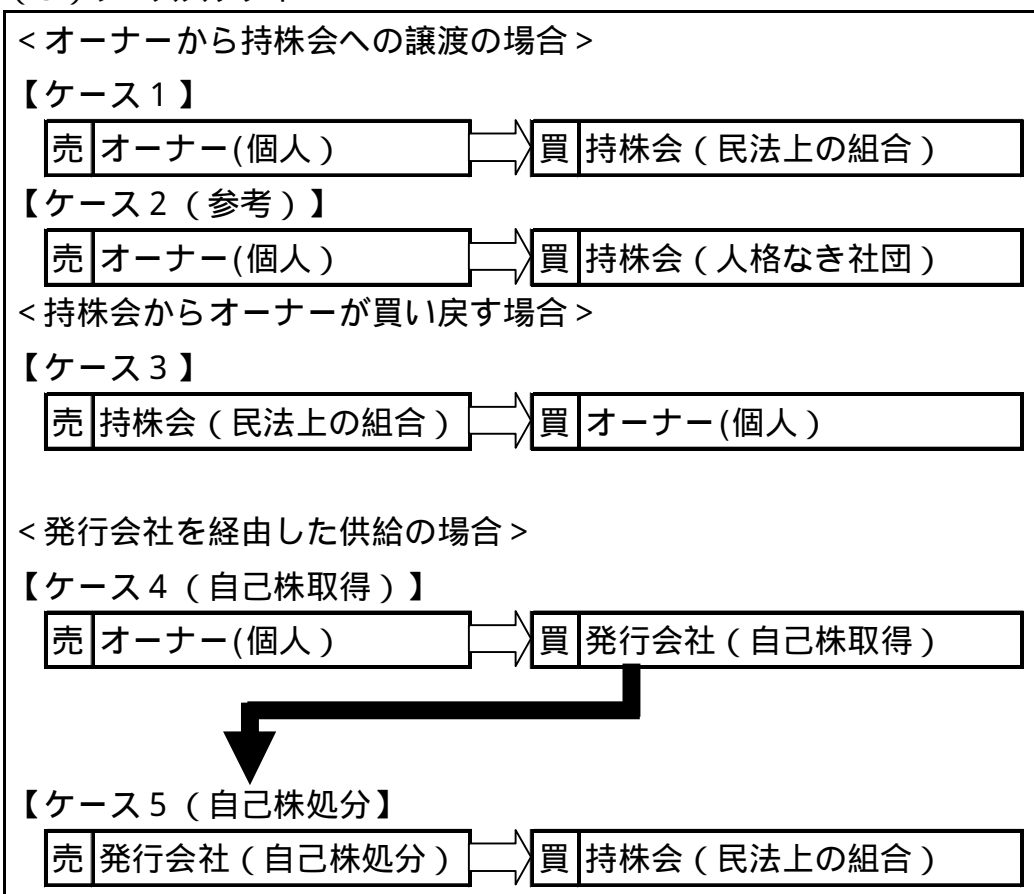 <オーナーから持株会への譲渡の場合>
【ケース１】
売 オーナー(個人） 買 持株会（民法上の組合）
【ケース２（参考）】
売 オーナー(個人） 買 持株会（人格なき社団）
<持株会からオーナーが買い戻す場合>
【ケース３】
売 持株会（民法上の組合） 買 オーナー(個人）
<発行会社を経由した供給の場合>
【ケース４（自己株取得）】
売 オーナー(個人） 買 発行会社（自己株取得）
【ケース５（自己株処分】
売 発行会社（自己株処分） 買 持株会（民法上の組合）